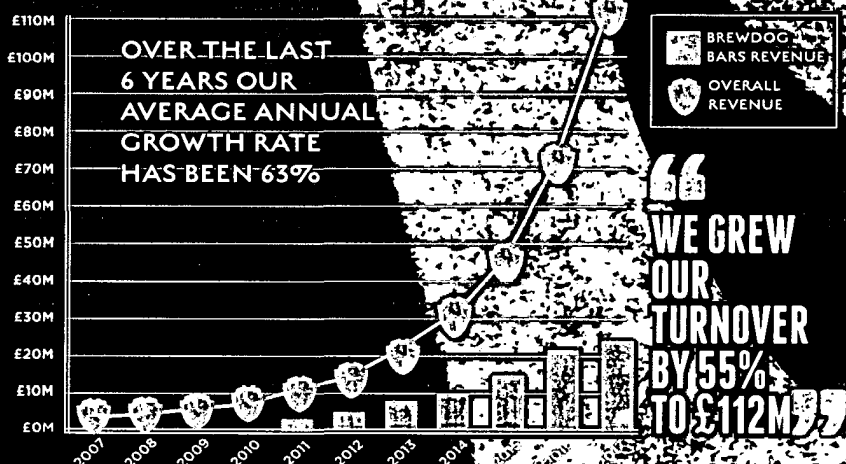 £110M
£100M
£90M
£80M
£70M
£60M
£50M
£40M
£30M
£20M
£10M
£0M
OVER THE LAST
6 YEARS OUR
AVERAGE ANNUAL
GROWTH RATE
HAS BEEN 63%
2007
2008
2009
2010
2011
2012
2013
2014
BREWDOG
BARS REVENUE
OVERALL
REVENUE
“
WE GREW
OUR
TURNOVER
BY 55%
TO £112M”